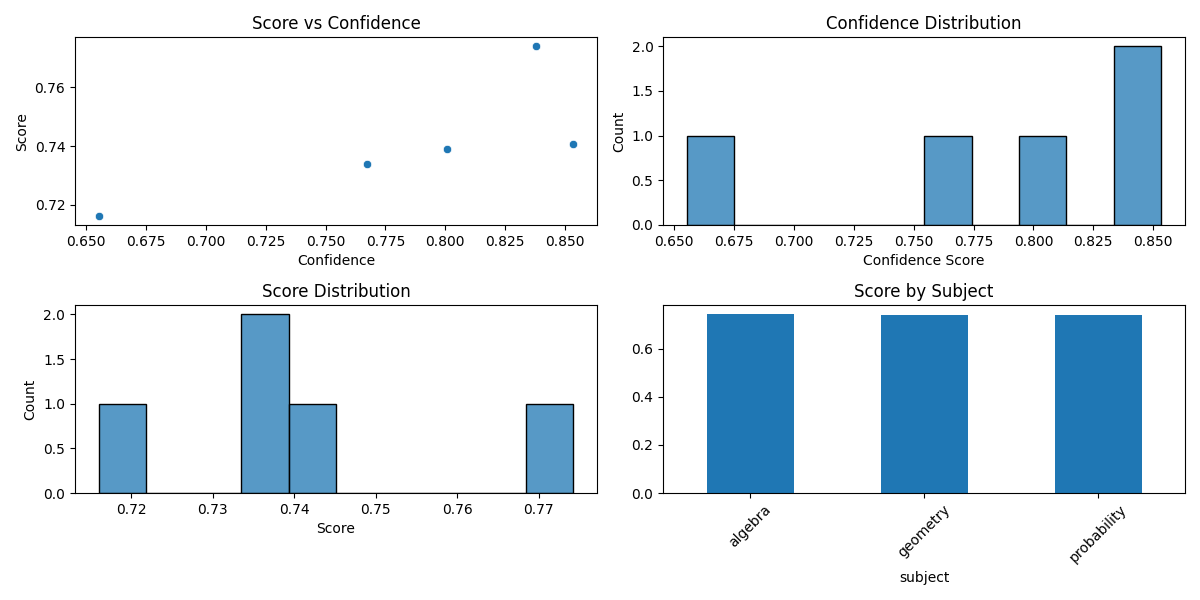 Score vs Confidence
Score
0.76
0.74
0.72
0.650 0.675 0.700 0.725 0.750 0.775 0.800 0.825 0.850
Confidence
Confidence Distribution
Count
2.0
1.5
1.0
0.5
0.0
0.650 0.675 0.700 0.725 0.750 0.775 0.800 0.825 0.850
Confidence Score
Score Distribution
Count
2.0
1.5
1.0
0.5
0.0
0.72 0.73 0.74 0.75 0.76 0.77
Score
Score by Subject
0.6
0.4
0.2
0.0
algebra geometry probability
subject